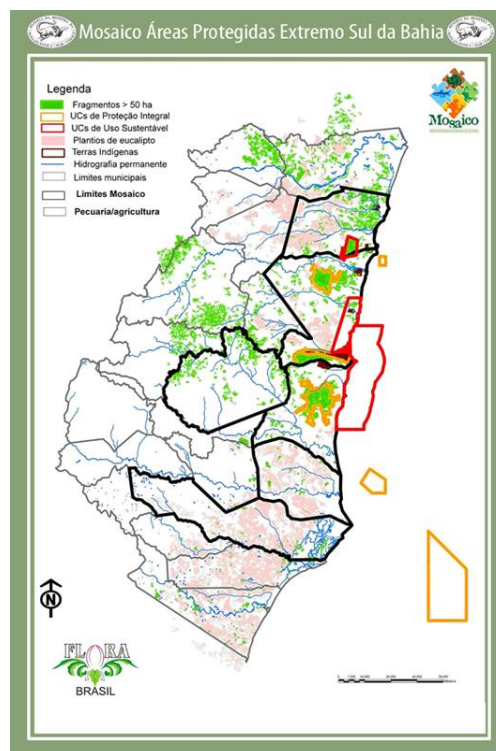 Mosaico Áreas Protegidas Extremo Sul da Bahia
Legenda
Fragmentos > 50 ha
UCs de Proteção Integral
UCs de Uso Sustentável
Plantios de eucalipto
Terras Indígenas
Hidrografia permanente
Limites municipais
Limites Mosaico
Pecuaria/agricultura
Mosaico
N
FLORA
BRASIL